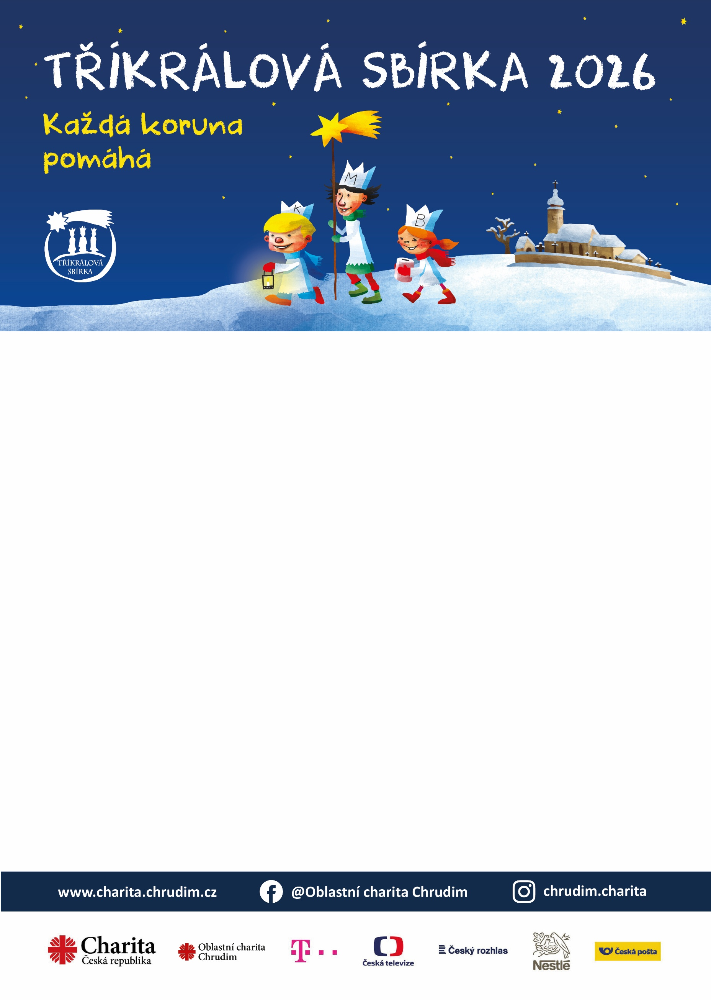 TŘÍKRÁLOVÁ SBÍRKA 2026
Každá koruna
pomáhá
K
M
B
TŘÍKRÁLOVÁ
SBÍRKA
www.charita.chrudim.cz
@Oblastní charita Chrudim
chrudim.charita
Charita
Česká republika
Oblastní charita
Chrudim
T
Česká televize
Český rozhlas
Nestlé
Česká pošta